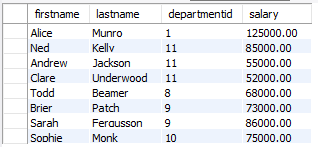 firstname lastname departmentid salary
Alice Munro 1 125000.00
Ned Kelly 11 85000.00
Andrew Jackson 11 55000.00
Clare Underwood 11 52000.00
Todd Beamer 8 68000.00
Brier Patch 9 73000.00
Sarah Fergusson 9 86000.00
Sophie Monk 10 75000.00